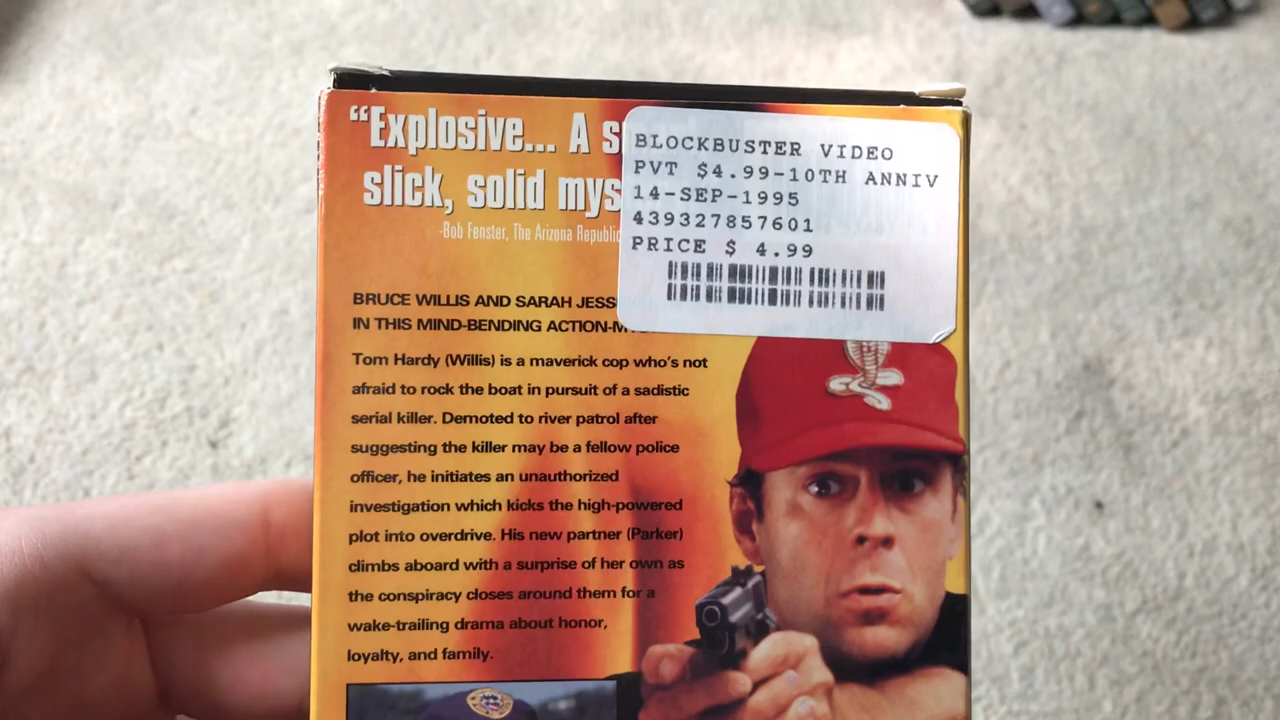 “Explosive... A
slick, solid
-Bob Fenster, The Arizona Republic
BLOCKBUSTER VIDEO
PVT $4.99-10TH ANNIV
14-SEP-1995
439327857601
PRICE $ 4.99
BRUCE WILLIS AND SARAH
IN THIS MIND-BENDING
Tom Hardy (Willis) is a maverick cop who's not
afraid to rock the boat in pursuit of a sadistic
serial killer. Demoted to river patrol after
suggesting the killer may be a fellow police
officer, he initiates an unauthorized
investigation which kicks the high-powered
plot into overdrive. His new partner (Parker)
climbs aboard with a surprise of her own as
the conspiracy closes around them for a
wake-trailing drama about honor,
loyalty, and family.